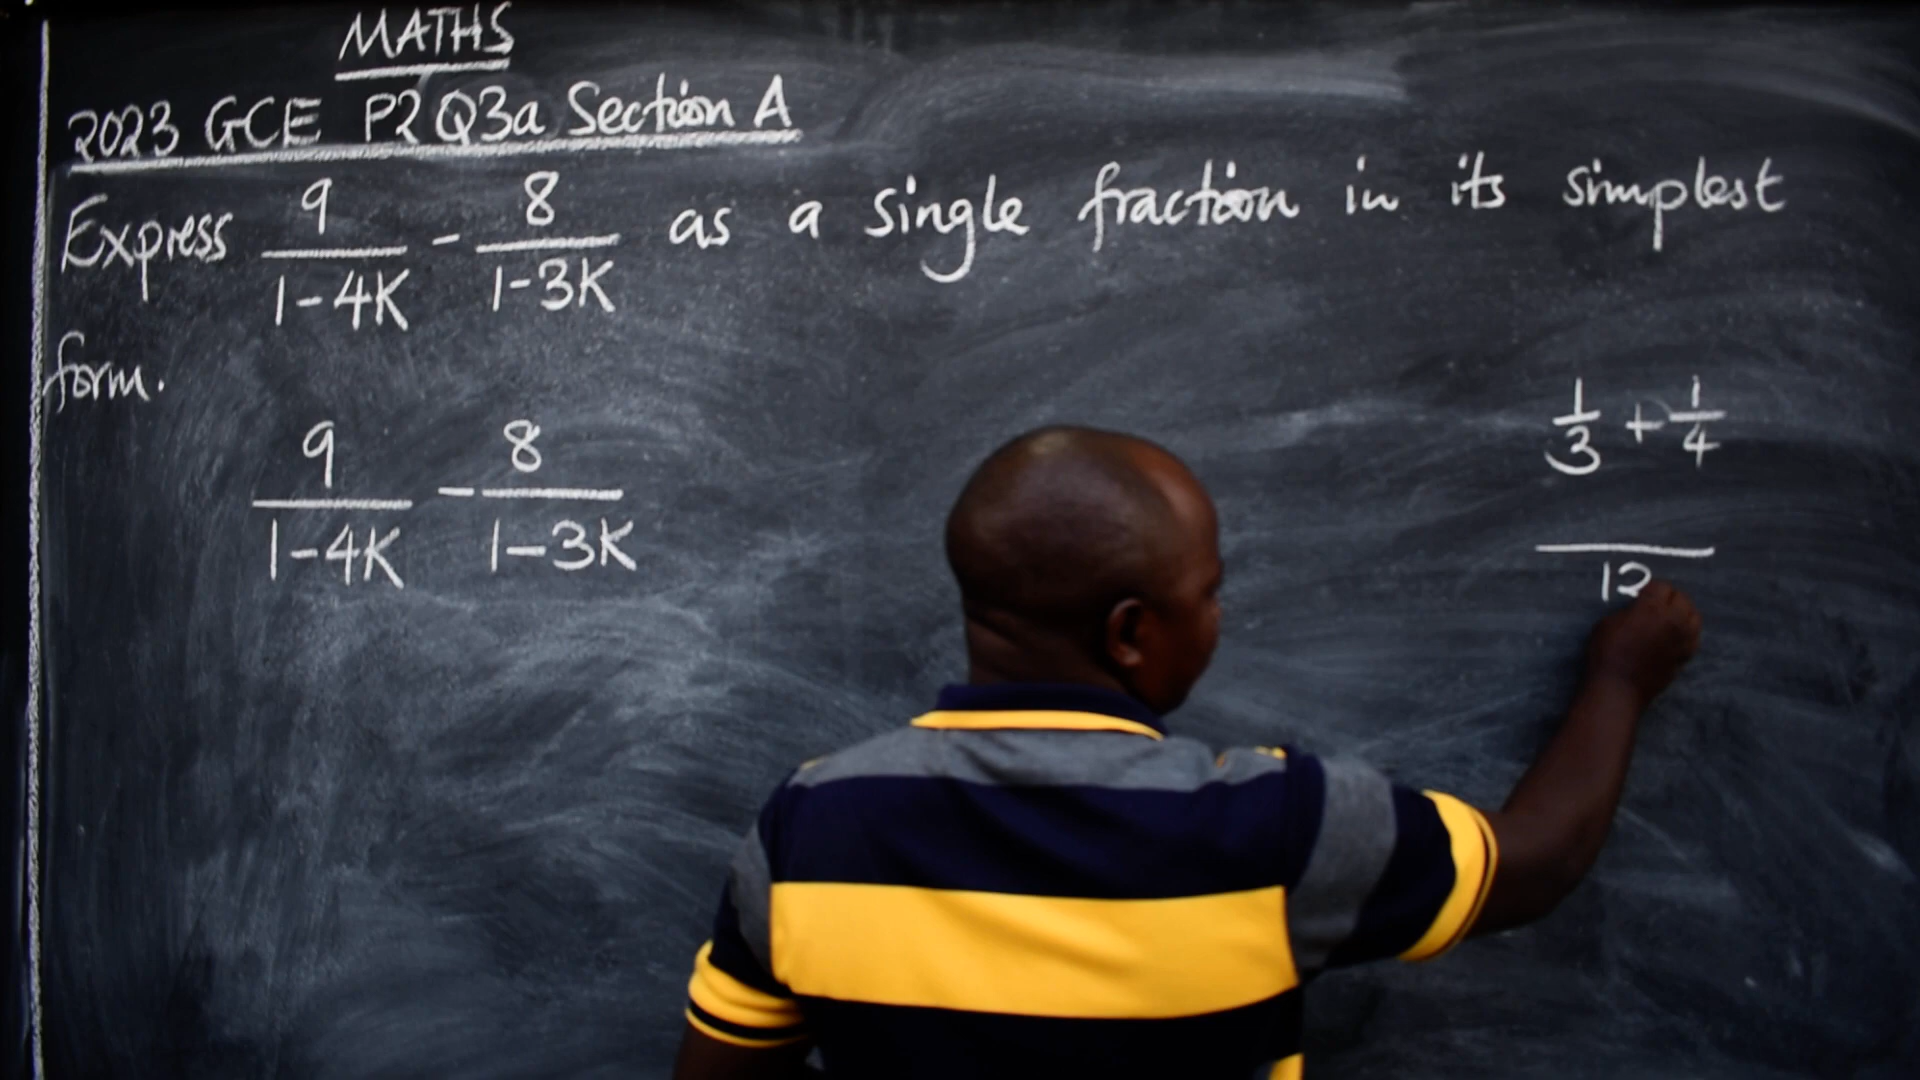 MATHS
2023 GCE P2 Q3a Section A
Express 9/(1-4K) - 8/(1-3K) as a single fraction in its simplest
form.
9/(1-4K) - 8/(1-3K)
1/3 + 1/4
12